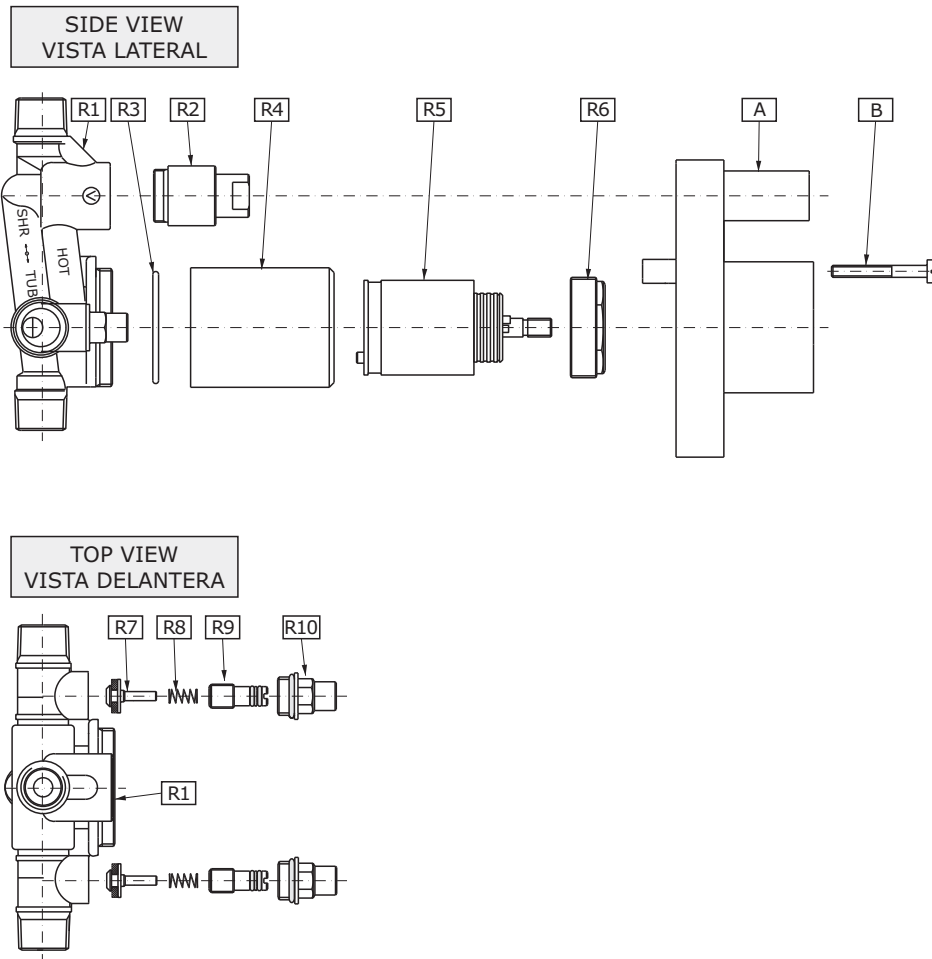 SIDE VIEW
VISTA LATERAL
R1
R3
R2
R4
R5
R6
A
B
V
SHR
TUB
HOT
TOP VIEW
VISTA DELANTERA
R7
R8
R9
R10
R1